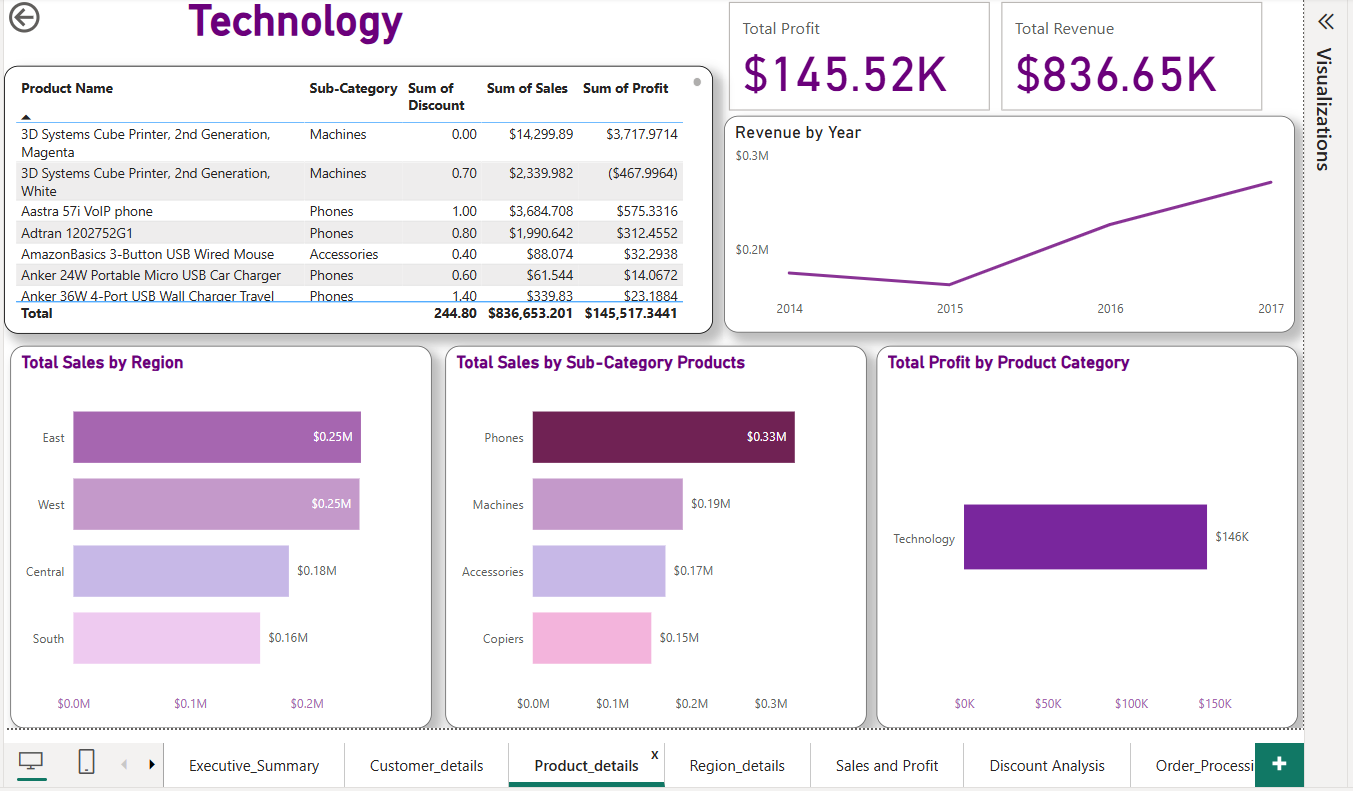 Technology
Total Profit
$145.52K
Total Revenue
$836.65K
Visualizations
Product Name Sub-Category Sum of Discount Sum of Sales Sum of Profit
3D Systems Cube Printer, 2nd Generation, Magenta Machines 0.00 $14,299.89 $3,717.9714
3D Systems Cube Printer, 2nd Generation, White Machines 0.70 $2,339.982 ($467.9964)
Aastra 57i VoIP phone Phones 1.00 $3,684.708 $575.3316
Adtran 1202752G1 Phones 0.80 $1,990.642 $312.4552
AmazonBasics 3-Button USB Wired Mouse Accessories 0.40 $88.074 $32.2938
Anker 24W Portable Micro USB Car Charger Phones 0.60 $61.544 $14.0672
Anker 36W 4-Port USB Wall Charger Travel Phones 1.40 $339.83 $23.1884
Total 244.80 $836,653.201 $145,517.3441
Revenue by Year
$0.3M
$0.2M
2014 2015 2016 2017
Total Sales by Region
East $0.25M
West $0.25M
Central $0.18M
South $0.16M
$0.0M $0.1M $0.2M
Total Sales by Sub-Category Products
Phones $0.33M
Machines $0.19M
Accessories $0.17M
Copiers $0.15M
$0.0M $0.1M $0.2M $0.3M
Total Profit by Product Category
Technology $146K
$0K $50K $100K $150K
Executive_Summary Customer_details Product_details x Region_details Sales and Profit Discount Analysis Order_Processi +